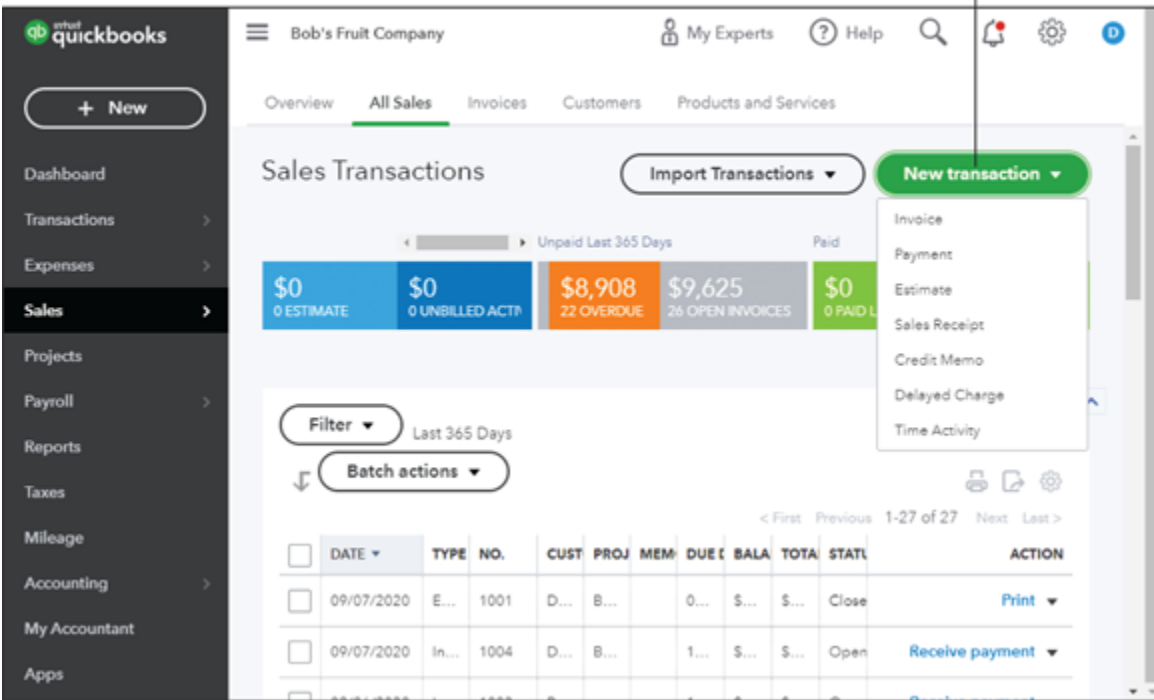 intuit
quickbooks
Bob's Fruit Company
My Experts
Help
D
+ New
Overview
All Sales
Invoices
Customers
Products and Services
Dashboard
Transactions
Expenses
Sales
Projects
Payroll
Reports
Taxes
Mileage
Accounting
My Accountant
Apps
Sales Transactions
Import Transactions
New transaction
Invoice
Payment
Estimate
Sales Receipt
Credit Memo
Delayed Charge
Time Activity
Unpaid Last 365 Days
Paid
$0
0 ESTIMATE
$0
0 UNBILLED ACTI
$8,908
22 OVERDUE
$9,625
26 OPEN INVOICES
$0
0 PAID L
Filter
Last 365 Days
Batch actions
< First Previous 1-27 of 27 Next Last >
DATE TYPE NO. CUST PROJ MEM DUE D BALA TOTA STATU ACTION
09/07/2020 E... 1001 D... B... 0... $... $... Close Print
09/07/2020 In... 1004 D... B... 1... $... $... Open Receive payment